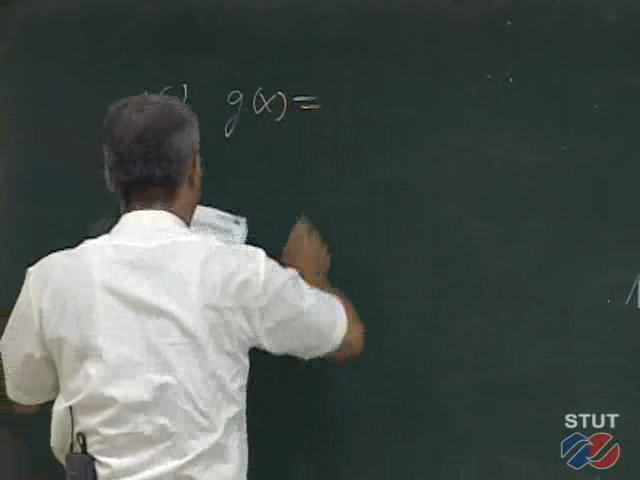 g(x) =
STUT